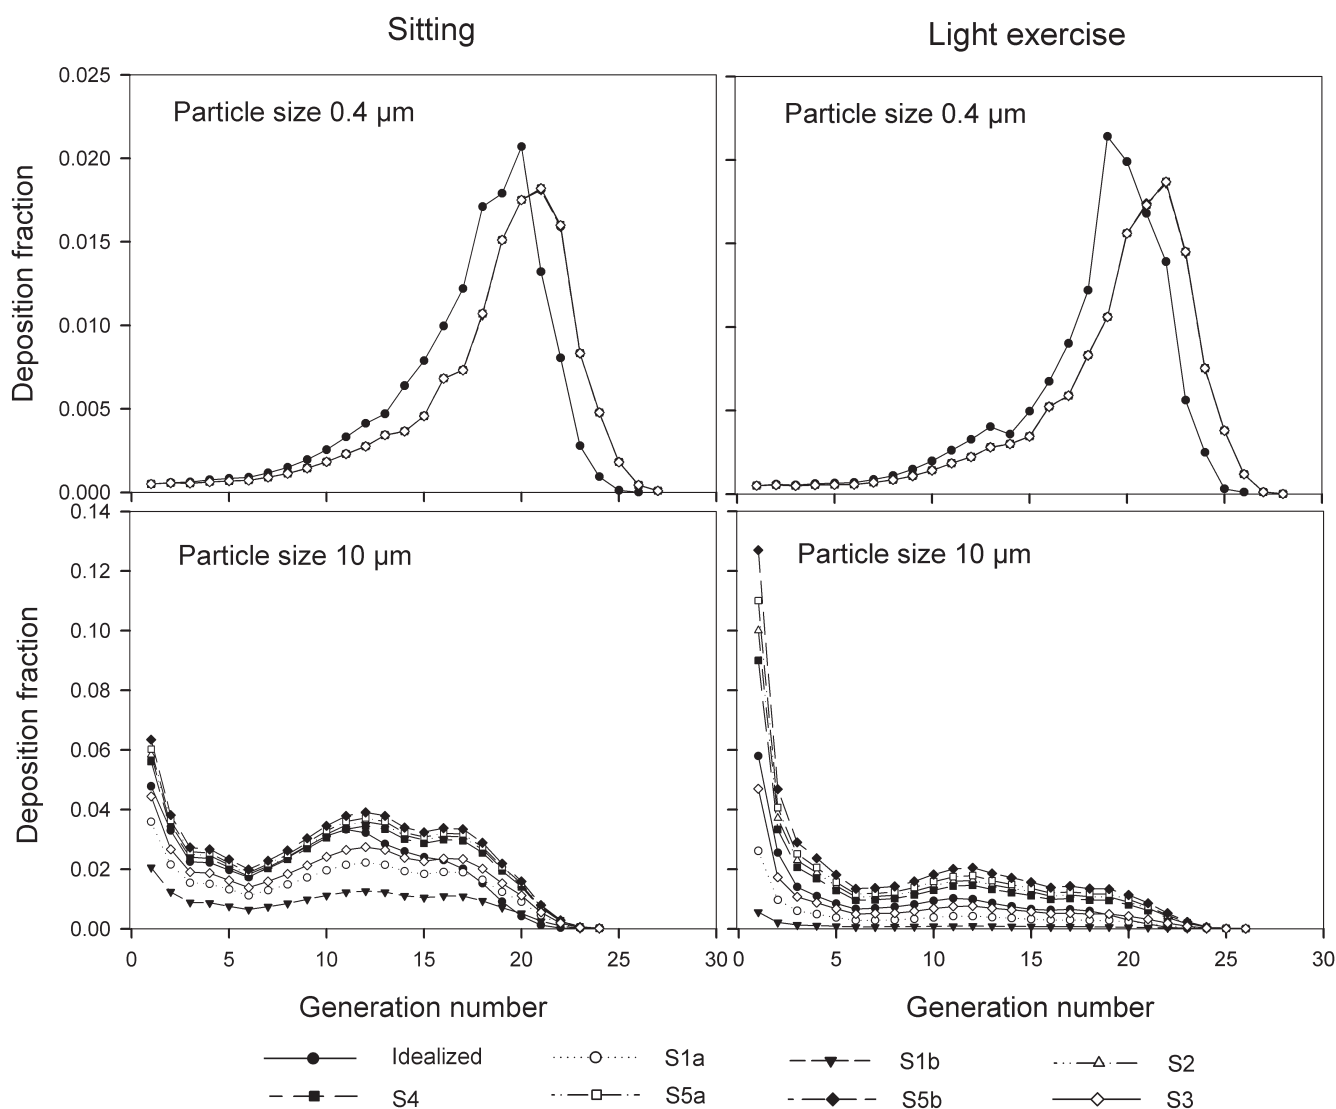 Sitting
Light exercise
0.025
0.020
0.015
0.010
0.005
0.000
Deposition fraction
Particle size 0.4 µm
Particle size 0.4 µm
0.14
0.12
0.10
0.08
0.06
0.04
0.02
0.00
Deposition fraction
Particle size 10 µm
Particle size 10 µm
0 5 10 15 20 25 30
0 5 10 15 20 25 30
Generation number
Generation number
Idealized S1a S1b S2
S4 S5a S5b S3